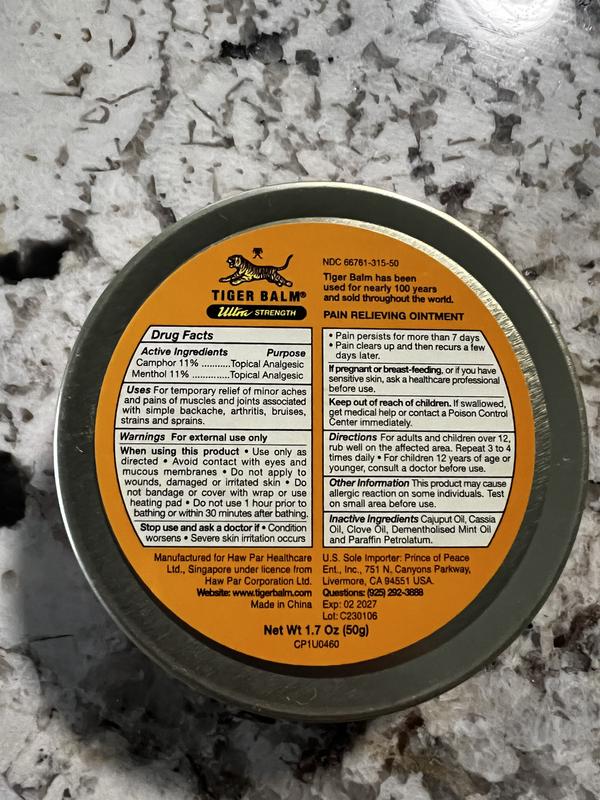 TIGER BALM®
Ultra STRENGTH
NDC 66761-315-50
Tiger Balm has been
used for nearly 100 years
and sold throughout the world.
PAIN RELIEVING OINTMENT
Drug Facts
Active Ingredients Purpose
Camphor 11% ..........Topical Analgesic
Menthol 11% .............Topical Analgesic
Uses For temporary relief of minor aches
and pains of muscles and joints associated
with simple backache, arthritis, bruises,
strains and sprains.
Warnings For external use only
When using this product • Use only as
directed • Avoid contact with eyes and
mucous membranes • Do not apply to
wounds, damaged or irritated skin • Do
not bandage or cover with wrap or use
heating pad • Do not use 1 hour prior to
bathing or within 30 minutes after bathing.
Stop use and ask a doctor if • Condition
worsens • Severe skin irritation occurs
• Pain persists for more than 7 days
• Pain clears up and then recurs a few
days later.
If pregnant or breast-feeding, or if you have
sensitive skin, ask a healthcare professional
before use.
Keep out of reach of children. If swallowed,
get medical help or contact a Poison Control
Center immediately.
Directions For adults and children over 12,
rub well on the affected area. Repeat 3 to 4
times daily • For children 12 years of age or
younger, consult a doctor before use.
Other Information This product may cause
allergic reaction on some individuals. Test
on small area before use.
Inactive Ingredients Cajuput Oil, Cassia
Oil, Clove Oil, Dementholised Mint Oil
and Paraffin Petrolatum.
Manufactured for Haw Par Healthcare
Ltd., Singapore under licence from
Haw Par Corporation Ltd.
Website: www.tigerbalm.com
Made in China
U.S. Sole Importer: Prince of Peace
Ent., Inc., 751 N. Canyons Parkway,
Livermore, CA 94551 USA.
Questions: (925) 292-3888
Exp: 02 2027
Lot: C230106
Net Wt 1.7 Oz (50g)
CP1U0460